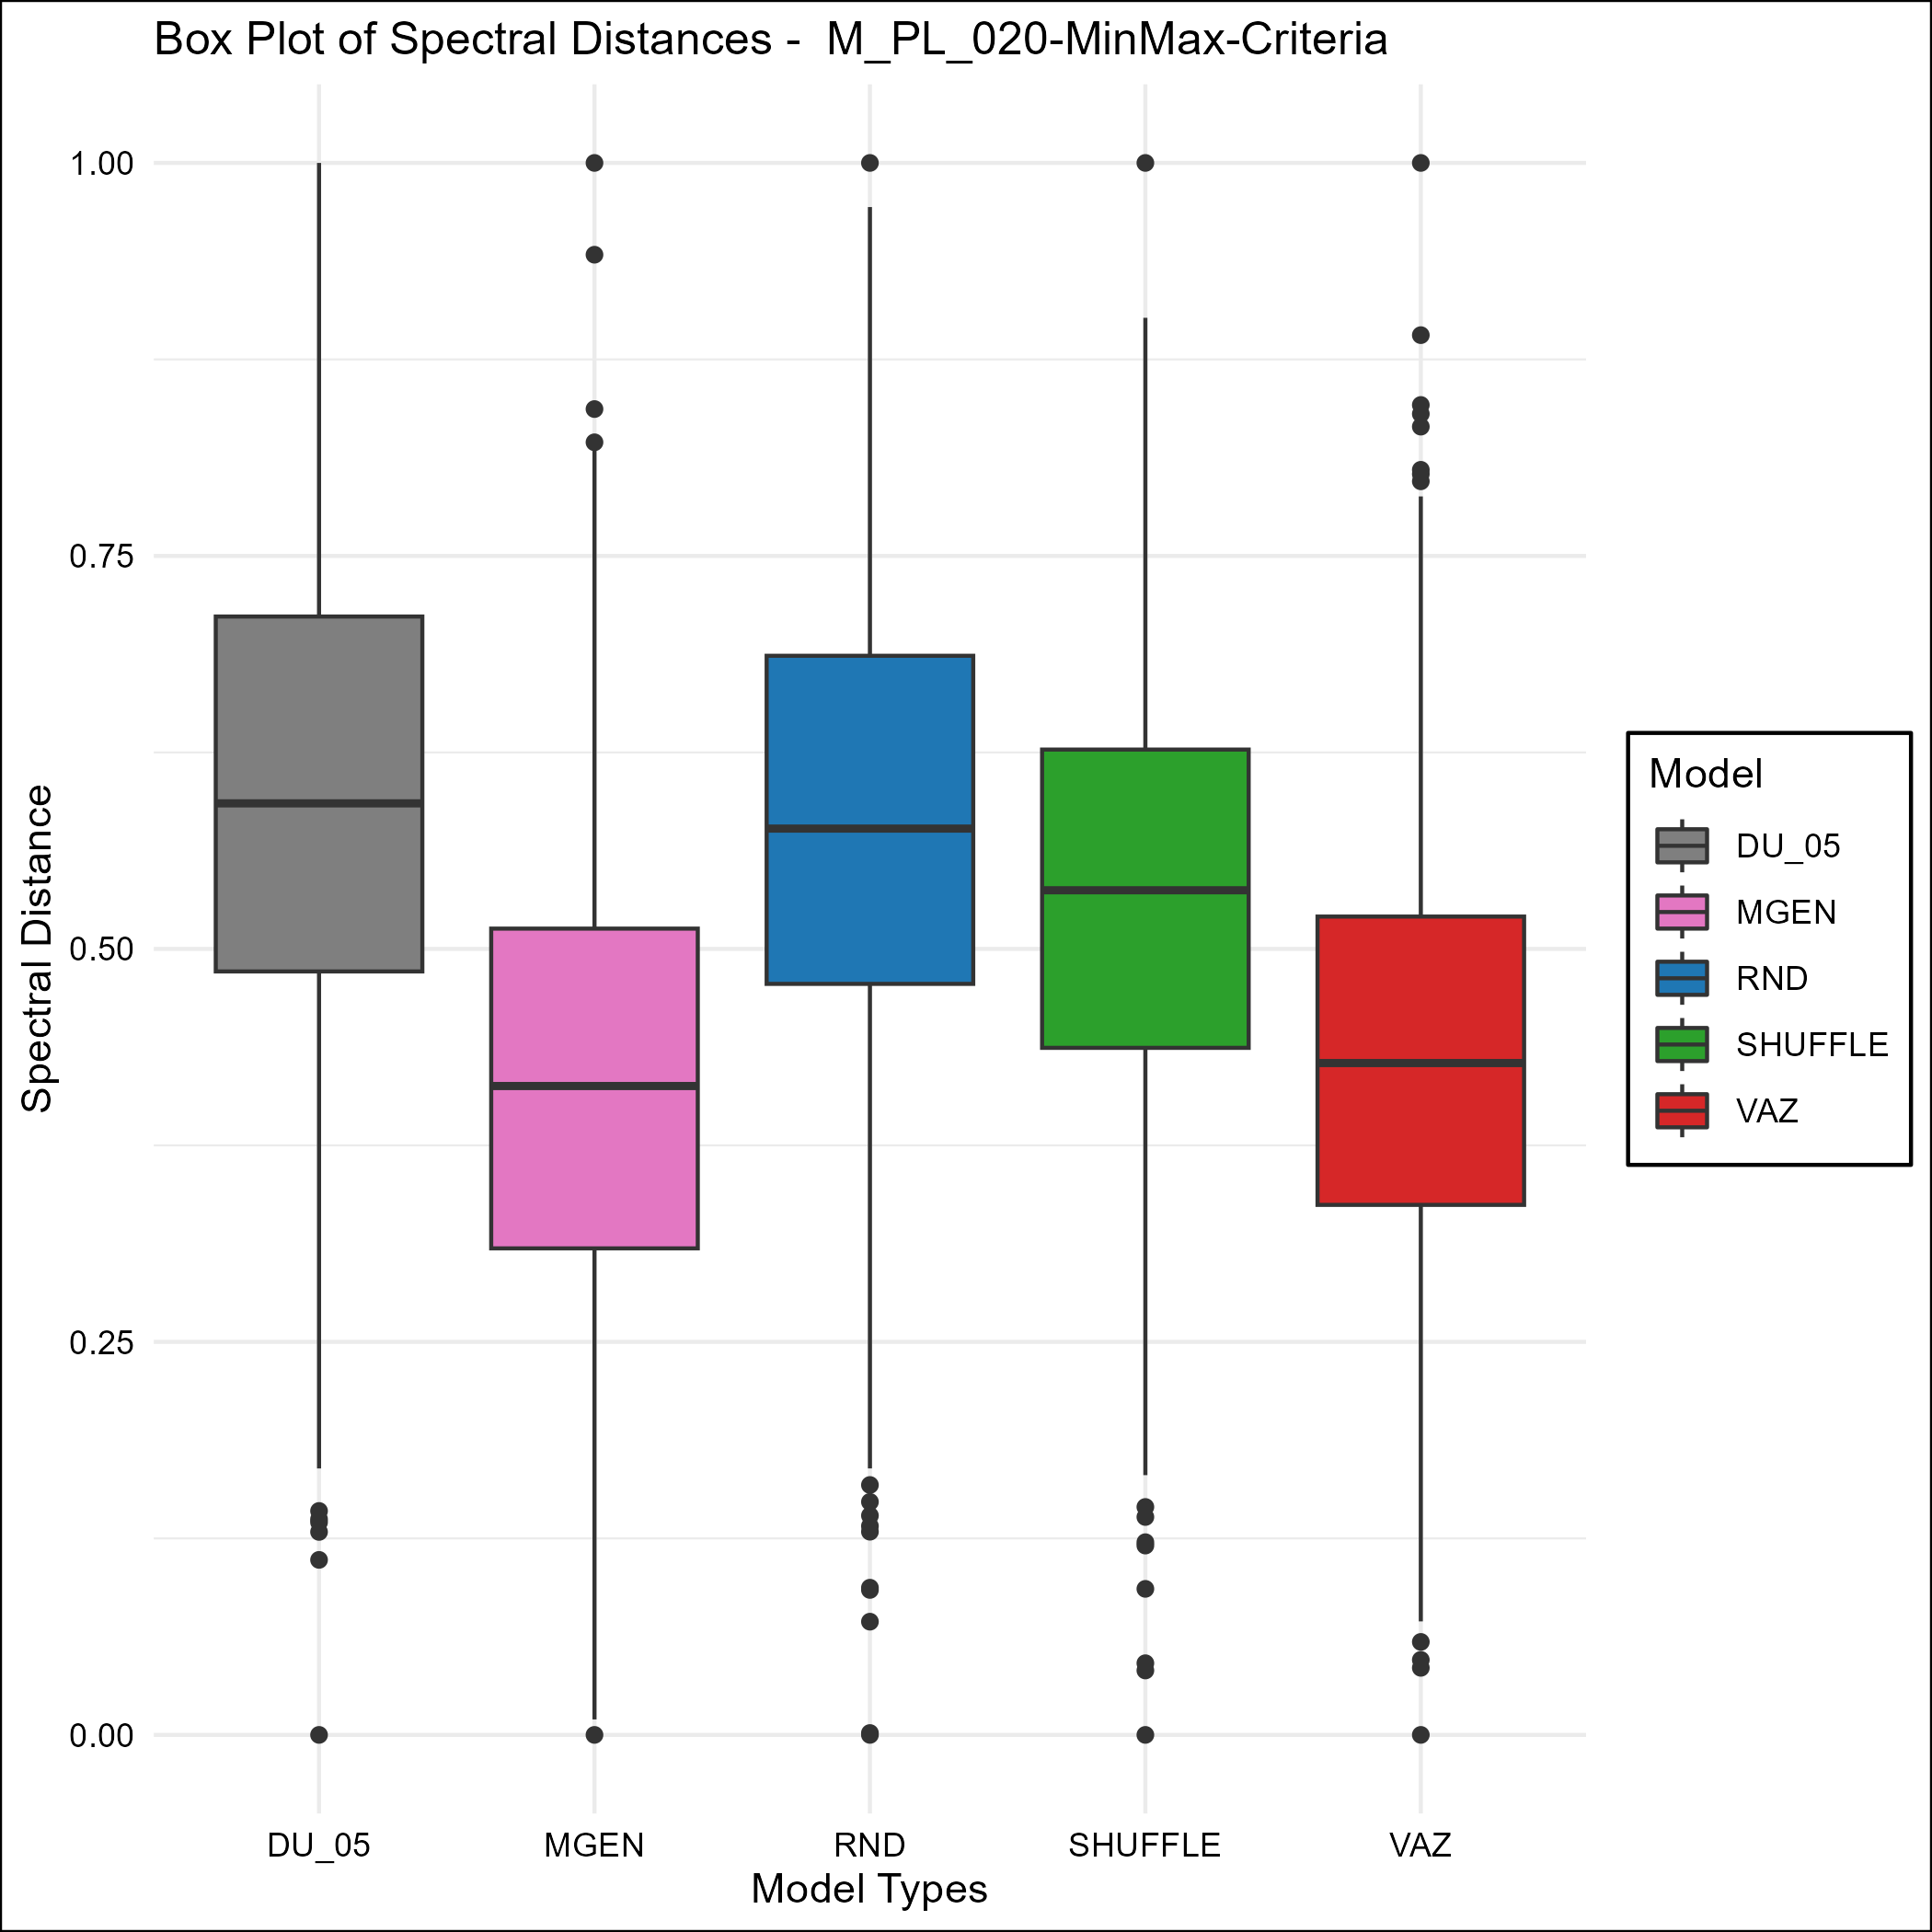 Box Plot of Spectral Distances -  M_PL_020-MinMax-Criteria
1.00
0.75
0.50
0.25
0.00
Spectral Distance
DU_05
MGEN
RND
SHUFFLE
VAZ
Model Types
Model
DU_05
MGEN
RND
SHUFFLE
VAZ